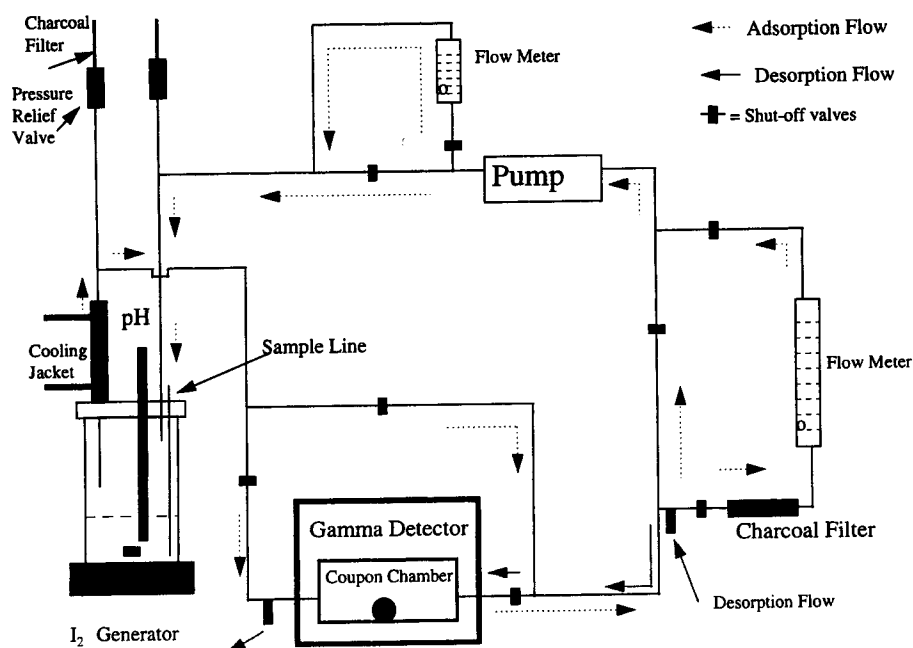 Charcoal
Filter
Pressure
Relief
Valve
Flow Meter
Adsorption Flow
Desorption Flow
= Shut-off valves
Pump
pH
Cooling
Jacket
Sample Line
Flow Meter
Gamma Detector
Coupon Chamber
Charcoal Filter
Desorption Flow
I₂ Generator